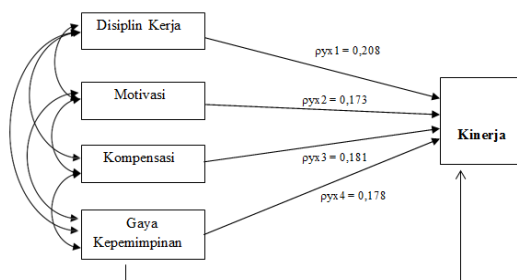 Disiplin Kerja
ρyx1 = 0,208
Motivasi
ρyx2 = 0,173
Kinerja
Kompensasi
ρyx3 = 0,181
ρyx4 = 0,178
Gaya
Kepemimpinan